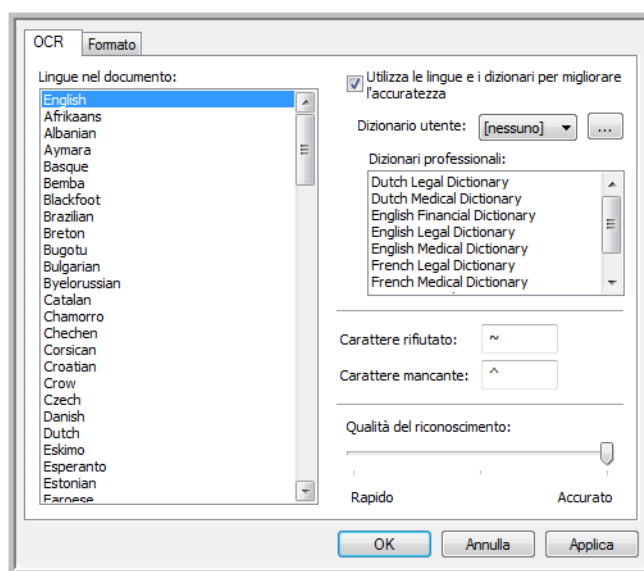 OCR
Formato
Lingue nel documento:
English
Afrikaans
Albanian
Aymara
Basque
Bemba
Blackfoot
Brazilian
Breton
Bugotu
Bulgarian
Byelorussian
Catalan
Chamorro
Chechen
Corsican
Croatian
Crow
Czech
Danish
Dutch
Eskimo
Esperanto
Estonian
Faroese
Utilizza le lingue e i dizionari per migliorare
l'accuratezza
Dizionario utente: [nessuno] ...
Dizionari professionali:
Dutch Legal Dictionary
Dutch Medical Dictionary
English Financial Dictionary
English Legal Dictionary
English Medical Dictionary
French Legal Dictionary
French Medical Dictionary
Carattere rifiutato: ~
Carattere mancante: ^
Qualità del riconoscimento:
Rapido Accurato
OK Annulla Applica